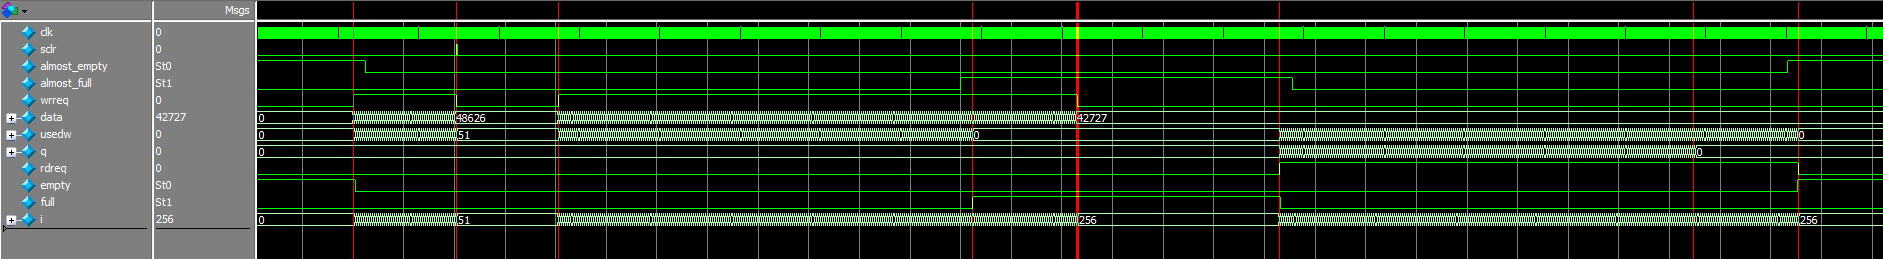 Msgs
clk 0
sclr 0
almost_empty St0
almost_full St1
wrreq 0
data 42727 0 48626 42727
usedw 0 0 51 0 0
q 0 0 0
rdreq 0
empty St0
full St1
i 256 0 51 256 256